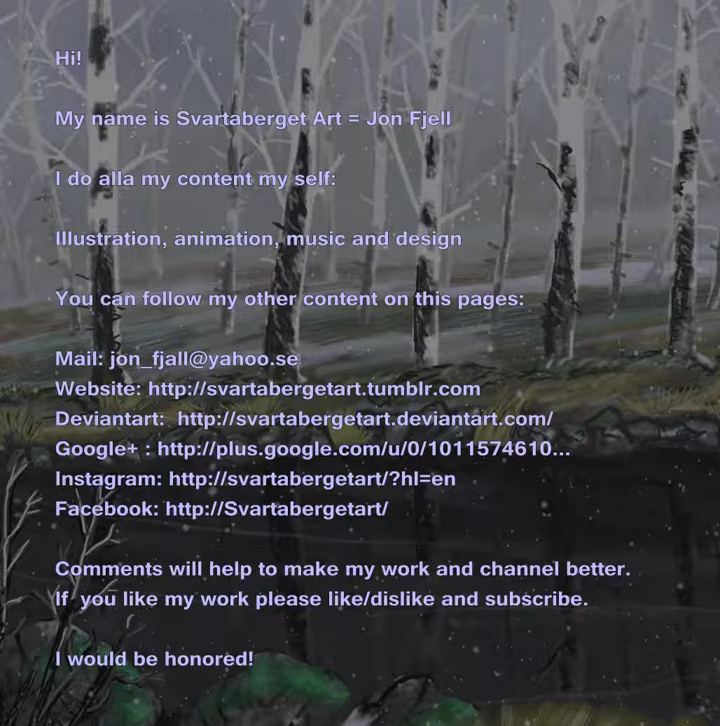 Hi!
My name is Svartaberget Art = Jon Fjell
I do alla my content my self:
Illustration, animation, music and design
You can follow my other content on this pages:
Mail: jon_fjall@yahoo.se
Website: http://svartabergetart.tumblr.com
Deviantart:  http://svartabergetart.deviantart.com/
Google+ : http://plus.google.com/u/0/1011574610...
Instagram: http://svartabergetart/?hl=en
Facebook: http://Svartabergetart/
Comments will help to make my work and channel better.
If  you like my work please like/dislike and subscribe.
I would be honored!